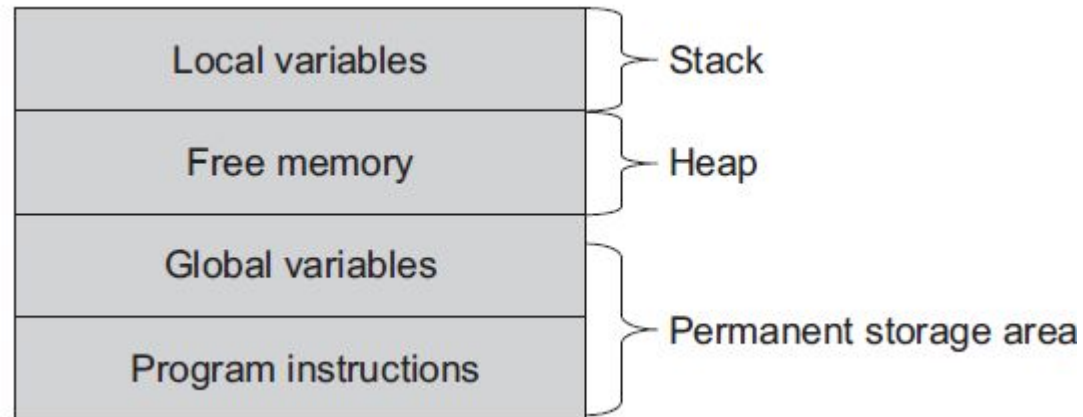 Local variables
Stack
Free memory
Heap
Global variables
Permanent storage area
Program instructions